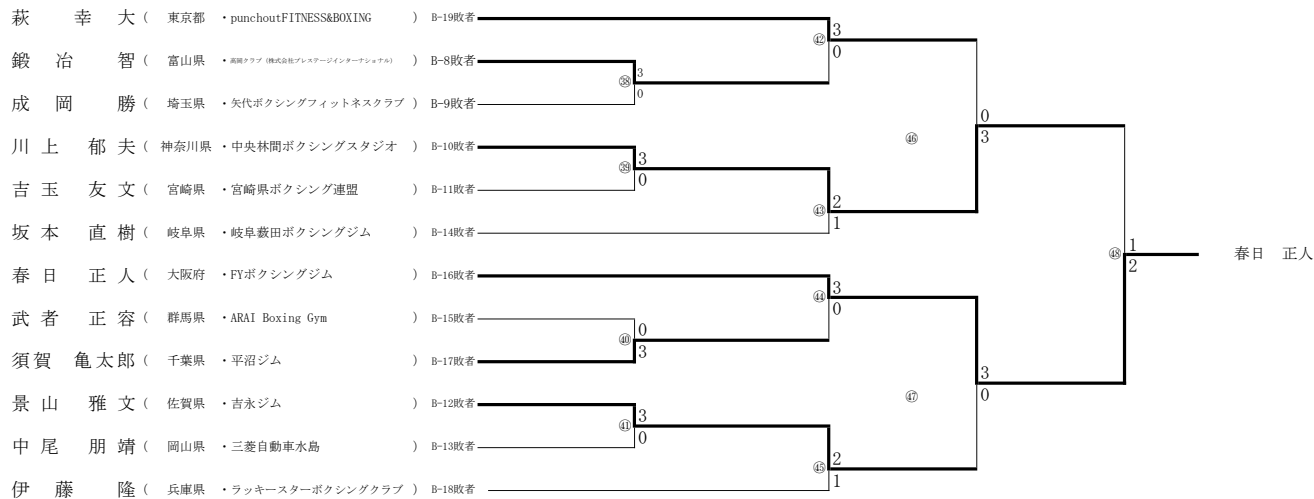 萩 幸 大 ( 東京都 ・punchoutFITNESS&BOXING ) B-19敗者
鍛 冶 智 ( 富山県 ・高岡クラブ (株式会社プレステージインターナショナル) ) B-8敗者
成 岡 勝 ( 埼玉県 ・矢代ボクシングフィットネスクラブ ) B-9敗者
川 上 郁 夫 ( 神奈川県 ・中央林間ボクシングスタジオ ) B-10敗者
吉 玉 友 文 ( 宮崎県 ・宮崎県ボクシング連盟 ) B-11敗者
坂 本 直 樹 ( 岐阜県 ・岐阜薮田ボクシングジム ) B-14敗者
春 日 正 人 ( 大阪府 ・FYボクシングジム ) B-16敗者
武 者 正 容 ( 群馬県 ・ARAI Boxing Gym ) B-15敗者
須賀 亀太郎 ( 千葉県 ・平沼ジム ) B-17敗者
景 山 雅 文 ( 佐賀県 ・吉永ジム ) B-12敗者
中 尾 朋 靖 ( 岡山県 ・三菱自動車水島 ) B-13敗者
伊 藤 隆 ( 兵庫県 ・ラッキースターボクシングクラブ ) B-18敗者
㊳ 3
0
㊴ 3
0
㊵ 0
3
㊶ 3
0
㊷ 3
0
㊸ 2
1
㊹ 3
0
㊺ 2
1
㊻ 0
3
㊼ 3
0
㊽ 1
2
春日 正人